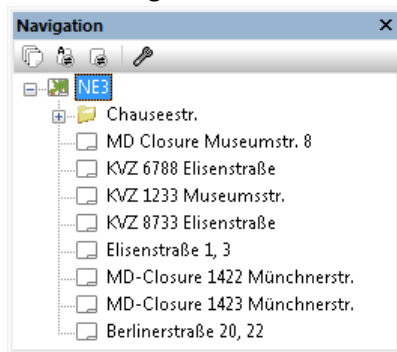 Navigation
NE3
Chauseestr.
MD Closure Museumstr. 8
KVZ 6788 Elisenstraße
KVZ 1233 Museumsstr.
KVZ 8733 Elisenstraße
Elisenstraße 1, 3
MD-Closure 1422 Münchnerstr.
MD-Closure 1423 Münchnerstr.
Berlinerstraße 20, 22